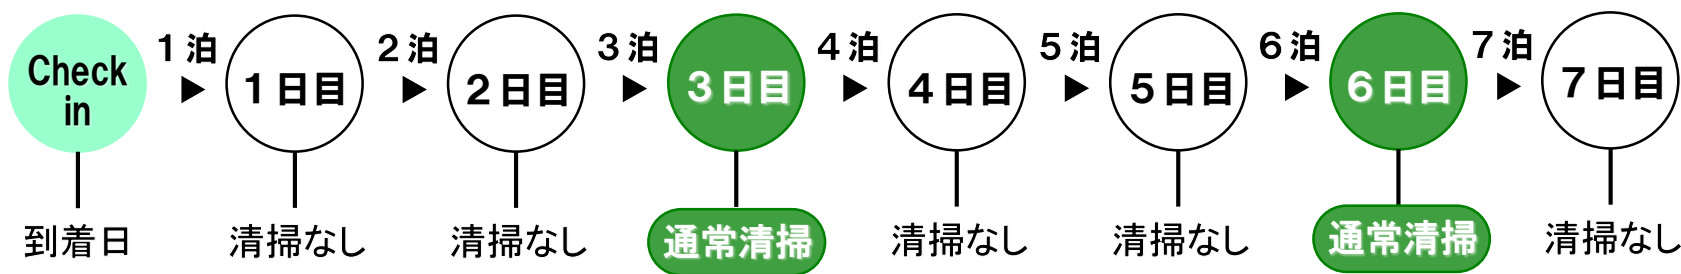 Check
in
1泊
1日目
2泊
2日目
3泊
3日目
4泊
4日目
5泊
5日目
6泊
6日目
7泊
7日目
到着日
清掃なし
清掃なし
通常清掃
清掃なし
清掃なし
通常清掃
清掃なし